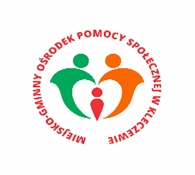 MIEJSKO-GMINNY OŚRODEK POMOCY SPOŁECZNEJ W KLECZEWIE